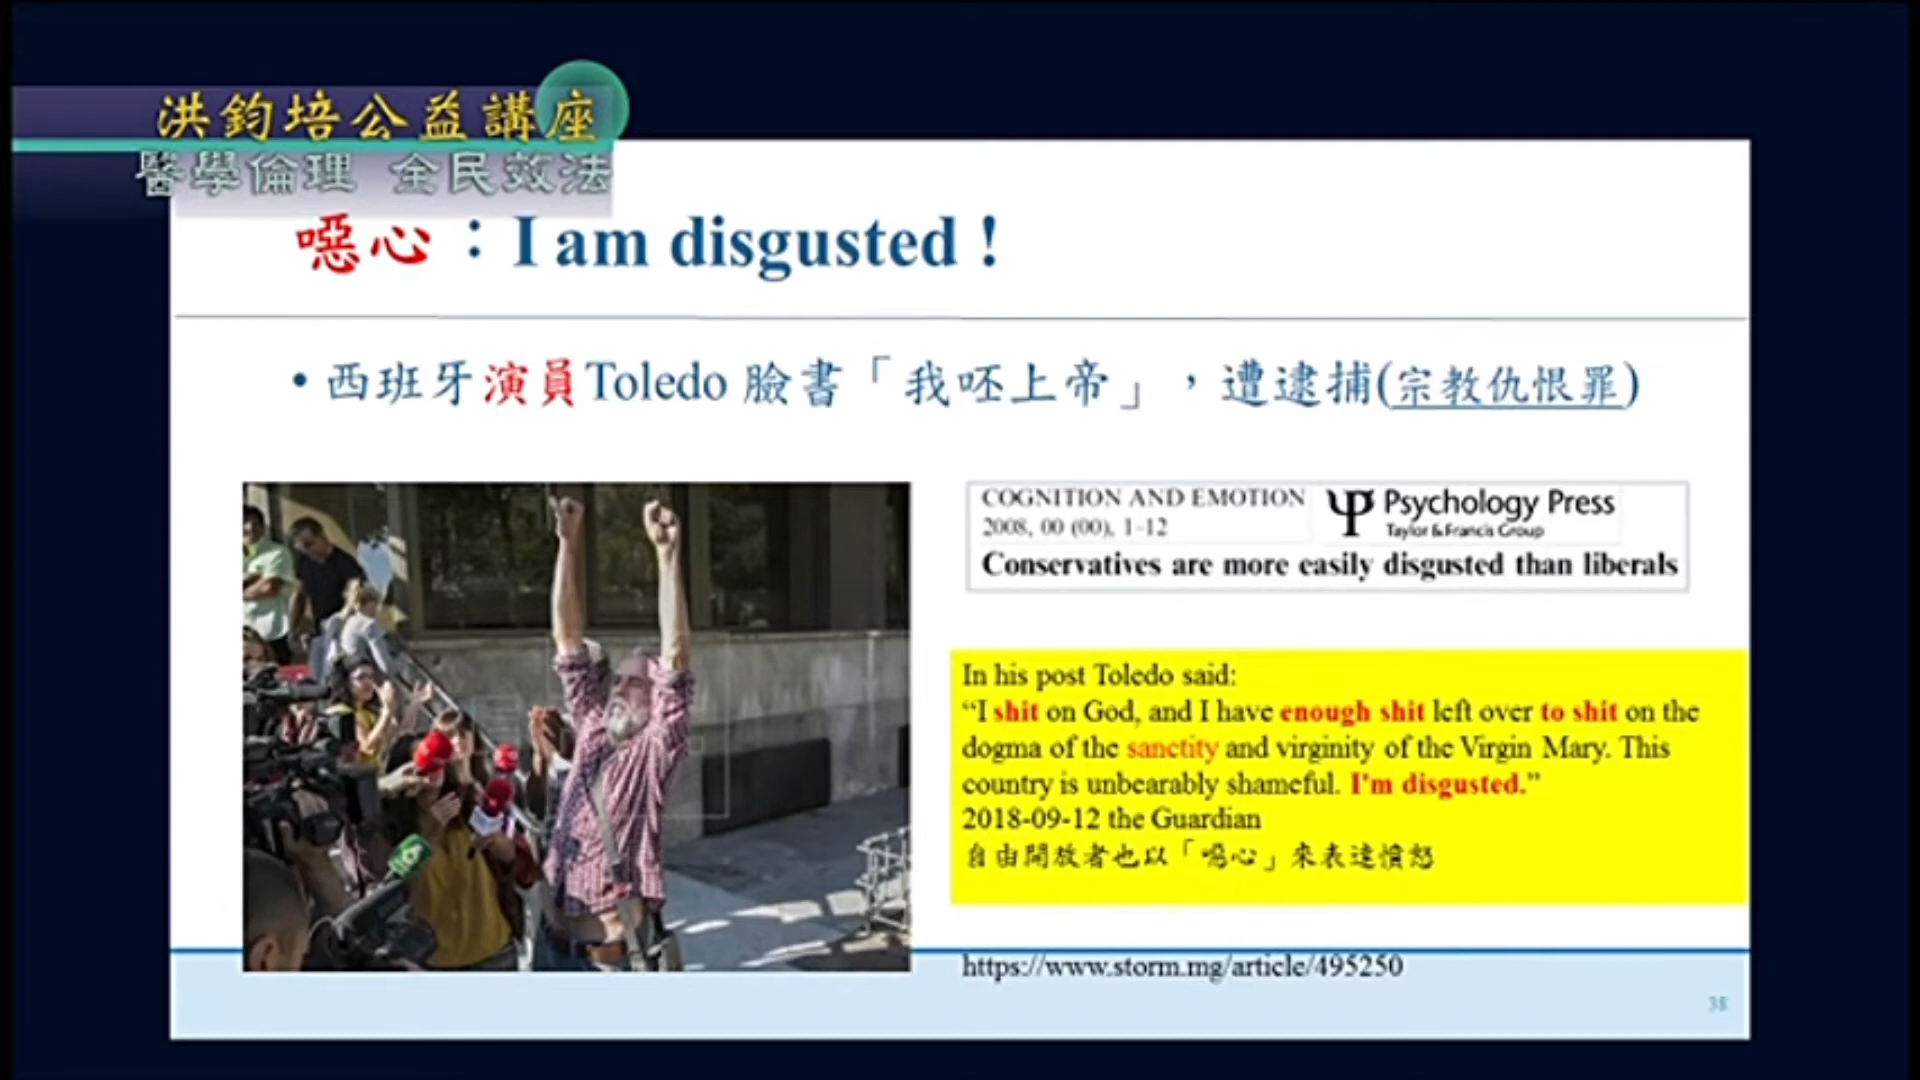 洪鈞培公益講座
醫學倫理 全民效法
噁心：I am disgusted！
• 西班牙演員Toledo 臉書「我呸上帝」，遭逮捕(宗教仇恨罪)
COGNITION AND EMOTION
2008, 00 (00), 1–12
Psychology Press
Taylor & Francis Group
Conservatives are more easily disgusted than liberals
In his post Toledo said:
“I shit on God, and I have enough shit left over to shit on the
dogma of the sanctity and virginity of the Virgin Mary. This
country is unbearably shameful. I'm disgusted.”
2018-09-12 the Guardian
自由開放者也以「噁心」來表達憤怒
https://www.storm.mg/article/495250
38